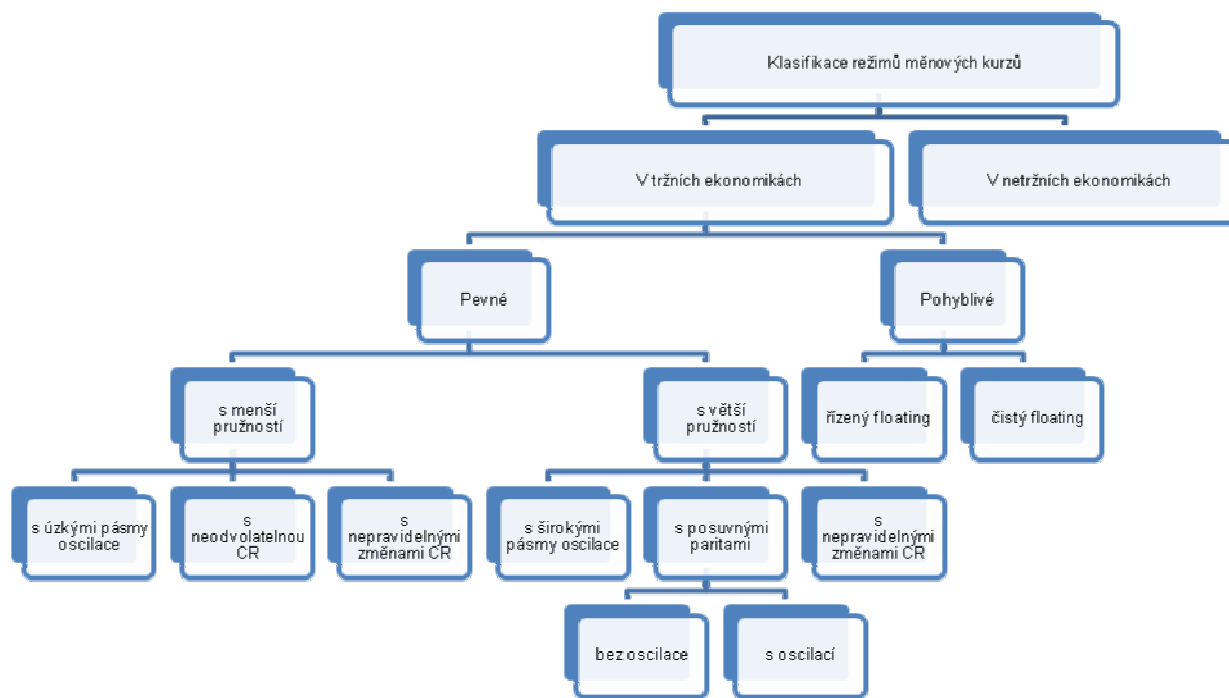 Klasifikace režimů měnových kurzů
V tržních ekonomikách
V netržních ekonomikách
Pevné
Pohyblivé
s menší
pružností
s větší
pružností
řízený floating
čistý floating
s úzkými pásmy
oscilace
s
neodvolatelnou
CR
s
nepravidelnými
změnami CR
s širokými
pásmy oscilace
s posuvnými
paritami
s
nepravidelnými
změnami CR
bez oscilace
s oscilací